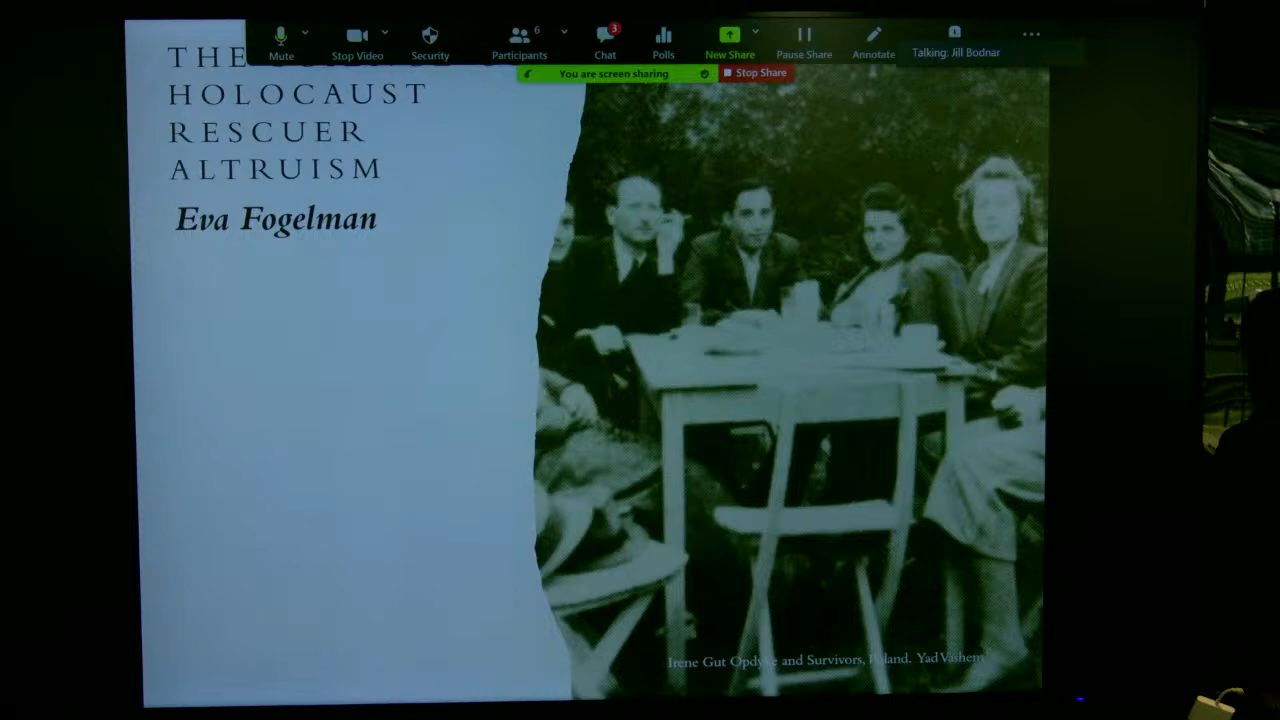 6
3
Mute
Stop Video
Security
Participants
Chat
Polls
New Share
Pause Share
Annotate
Talking: Jill Bodnar
You are screen sharing
Stop Share
THE
HOLOCAUST
RESCUER
ALTRUISM
Eva Fogelman
Irene Gut Opdyke and Survivors, Poland. Yad Vashem